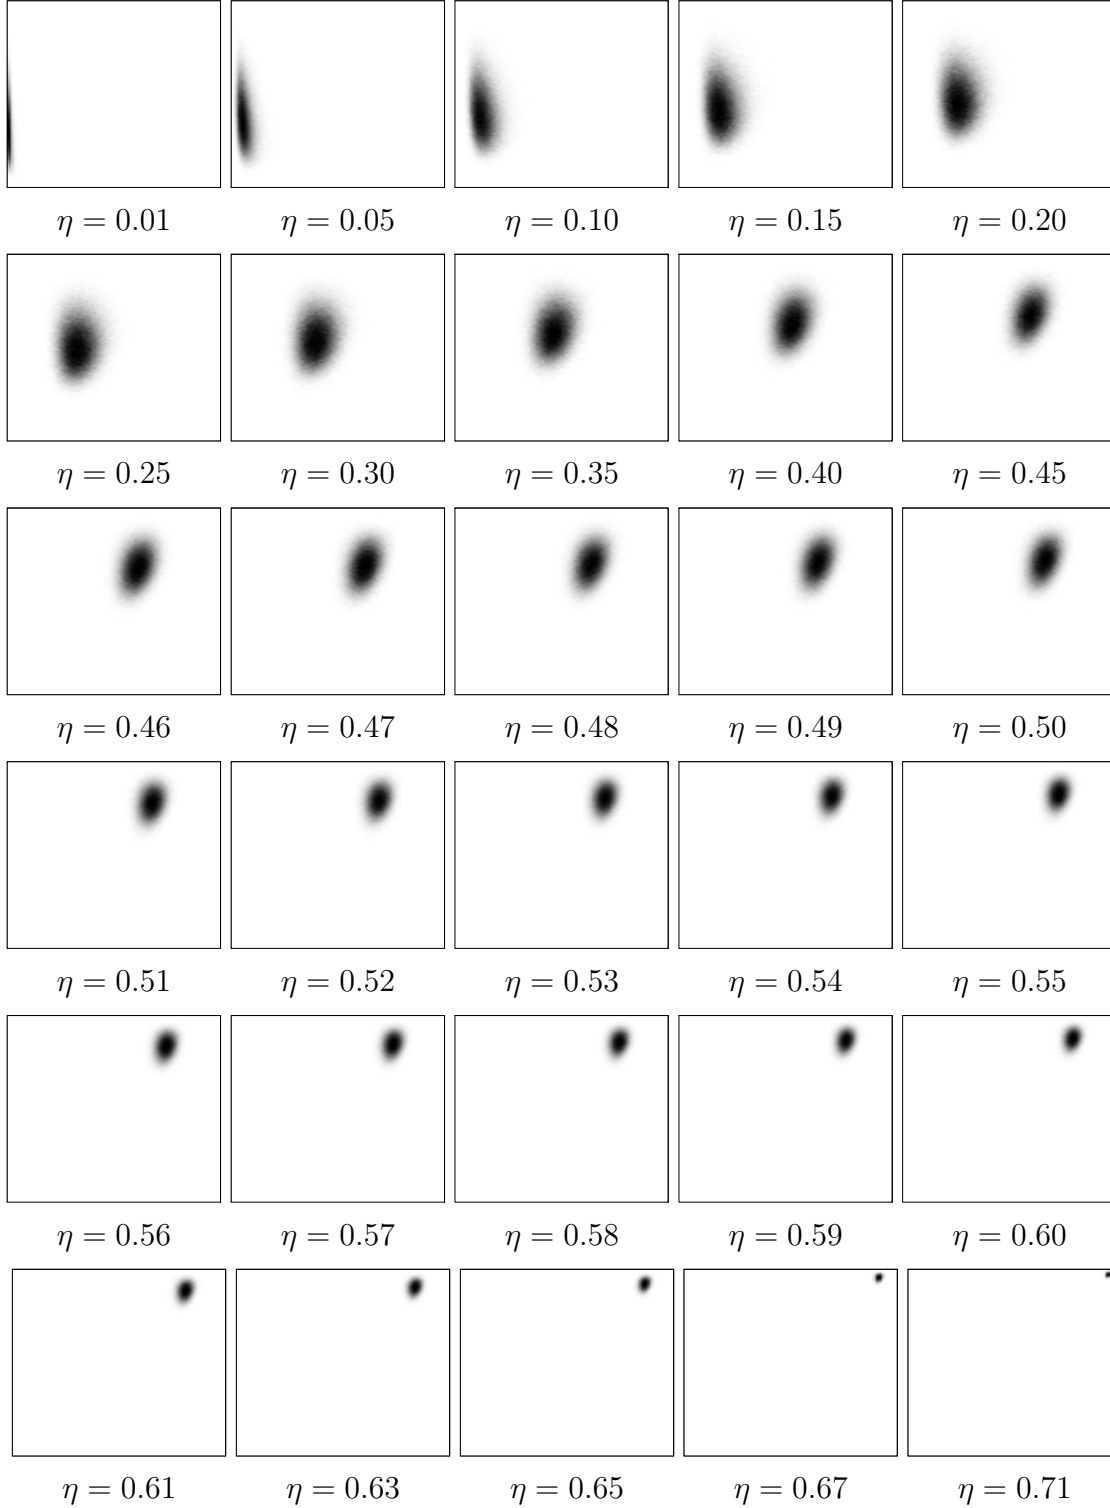 η = 0.01 η = 0.05 η = 0.10 η = 0.15 η = 0.20
η = 0.25 η = 0.30 η = 0.35 η = 0.40 η = 0.45
η = 0.46 η = 0.47 η = 0.48 η = 0.49 η = 0.50
η = 0.51 η = 0.52 η = 0.53 η = 0.54 η = 0.55
η = 0.56 η = 0.57 η = 0.58 η = 0.59 η = 0.60
η = 0.61 η = 0.63 η = 0.65 η = 0.67 η = 0.71